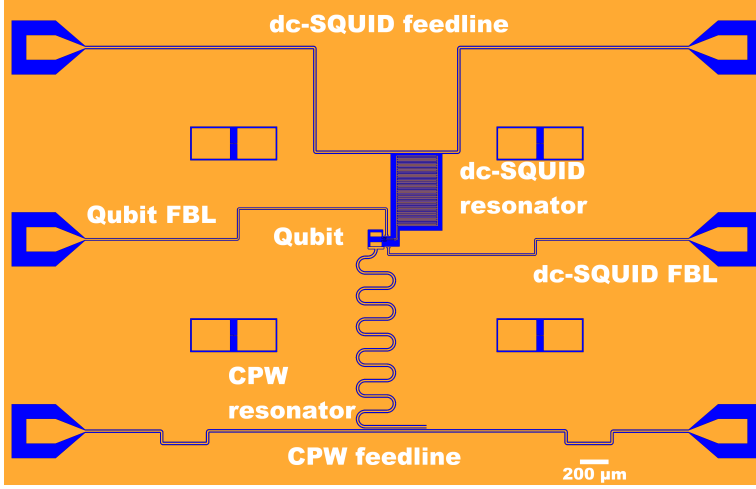 dc-SQUID feedline
dc-SQUID
resonator
Qubit FBL
Qubit
dc-SQUID FBL
CPW
resonator
CPW feedline
200 μm